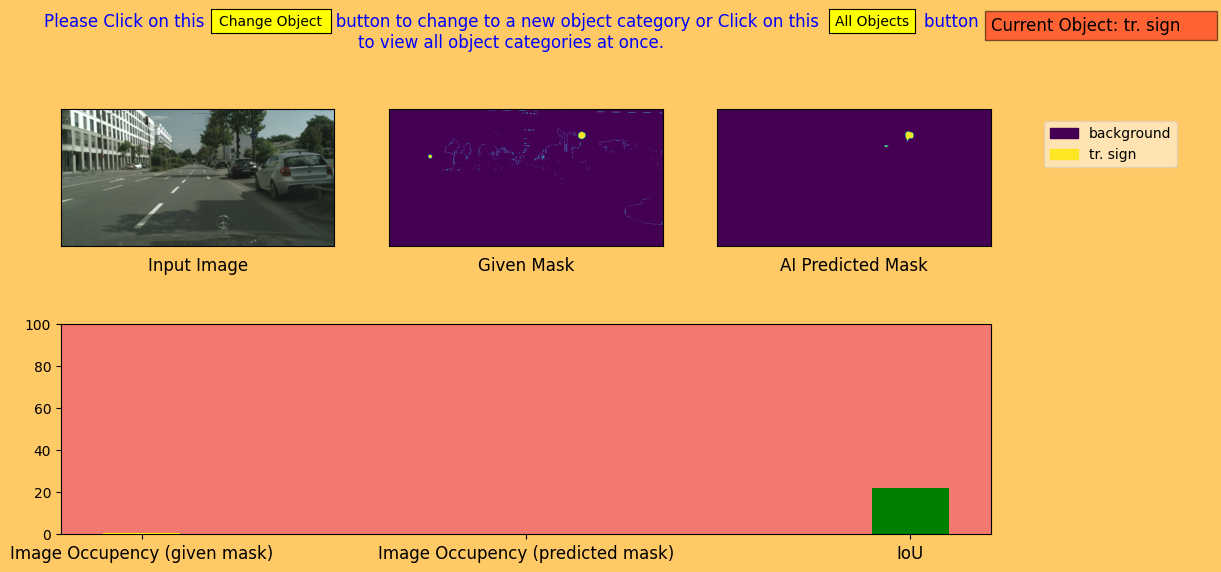 Please Click on this Change Object button to change to a new object category or Click on this All Objects button
to view all object categories at once.
Current Object: tr. sign
background
tr. sign
Input Image
Given Mask
AI Predicted Mask
100
80
60
40
20
0
Image Occupancy (given mask)
Image Occupancy (predicted mask)
IoU